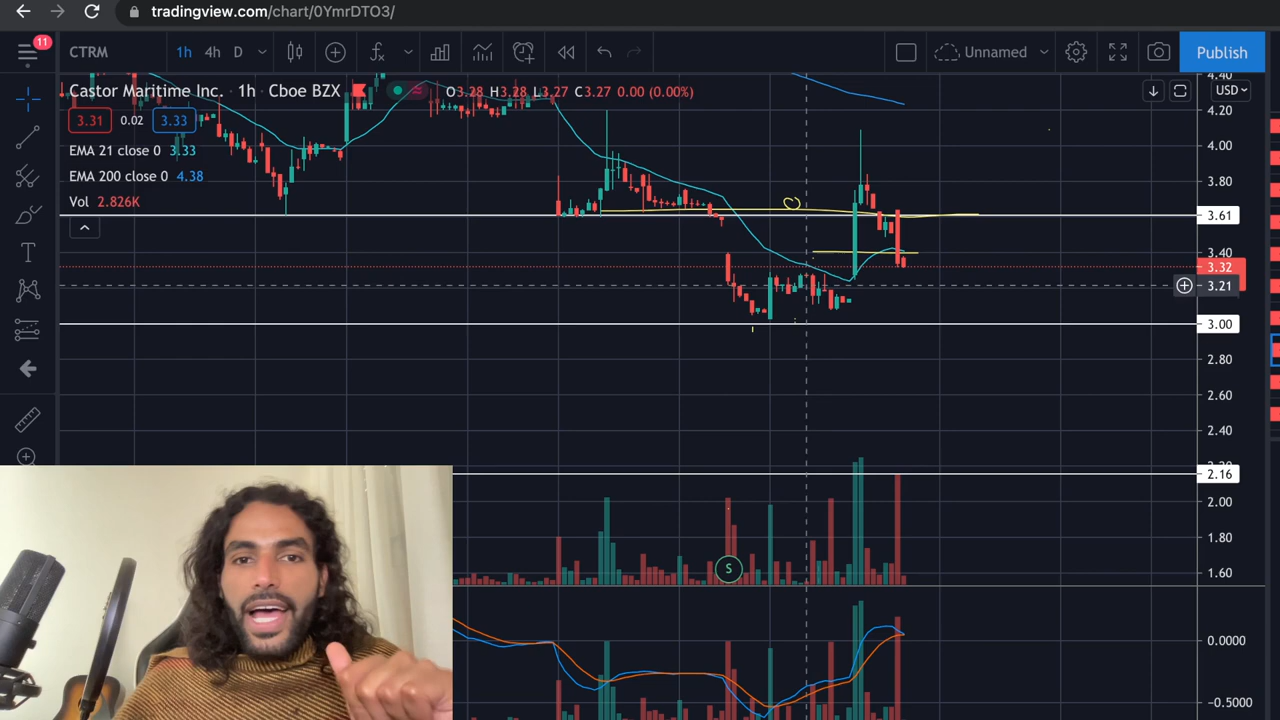 tradingview.com/chart/0YmrDTO3/
11
CTRM 1h 4h D Unnamed Publish
Castor Maritime Inc. · 1h · Cboe BZX O3.28 H3.28 L3.27 C3.27 0.00 (0.00%)
USD
3.31 0.02 3.33
EMA 21 close 0 3.33
EMA 200 close 0 4.38
Vol 2.826K
4.40
4.20
4.00
3.80
3.61
3.40
3.32
3.21
3.00
2.80
2.60
2.40
2.16
2.00
1.80
1.60
S
0.0000
-0.5000